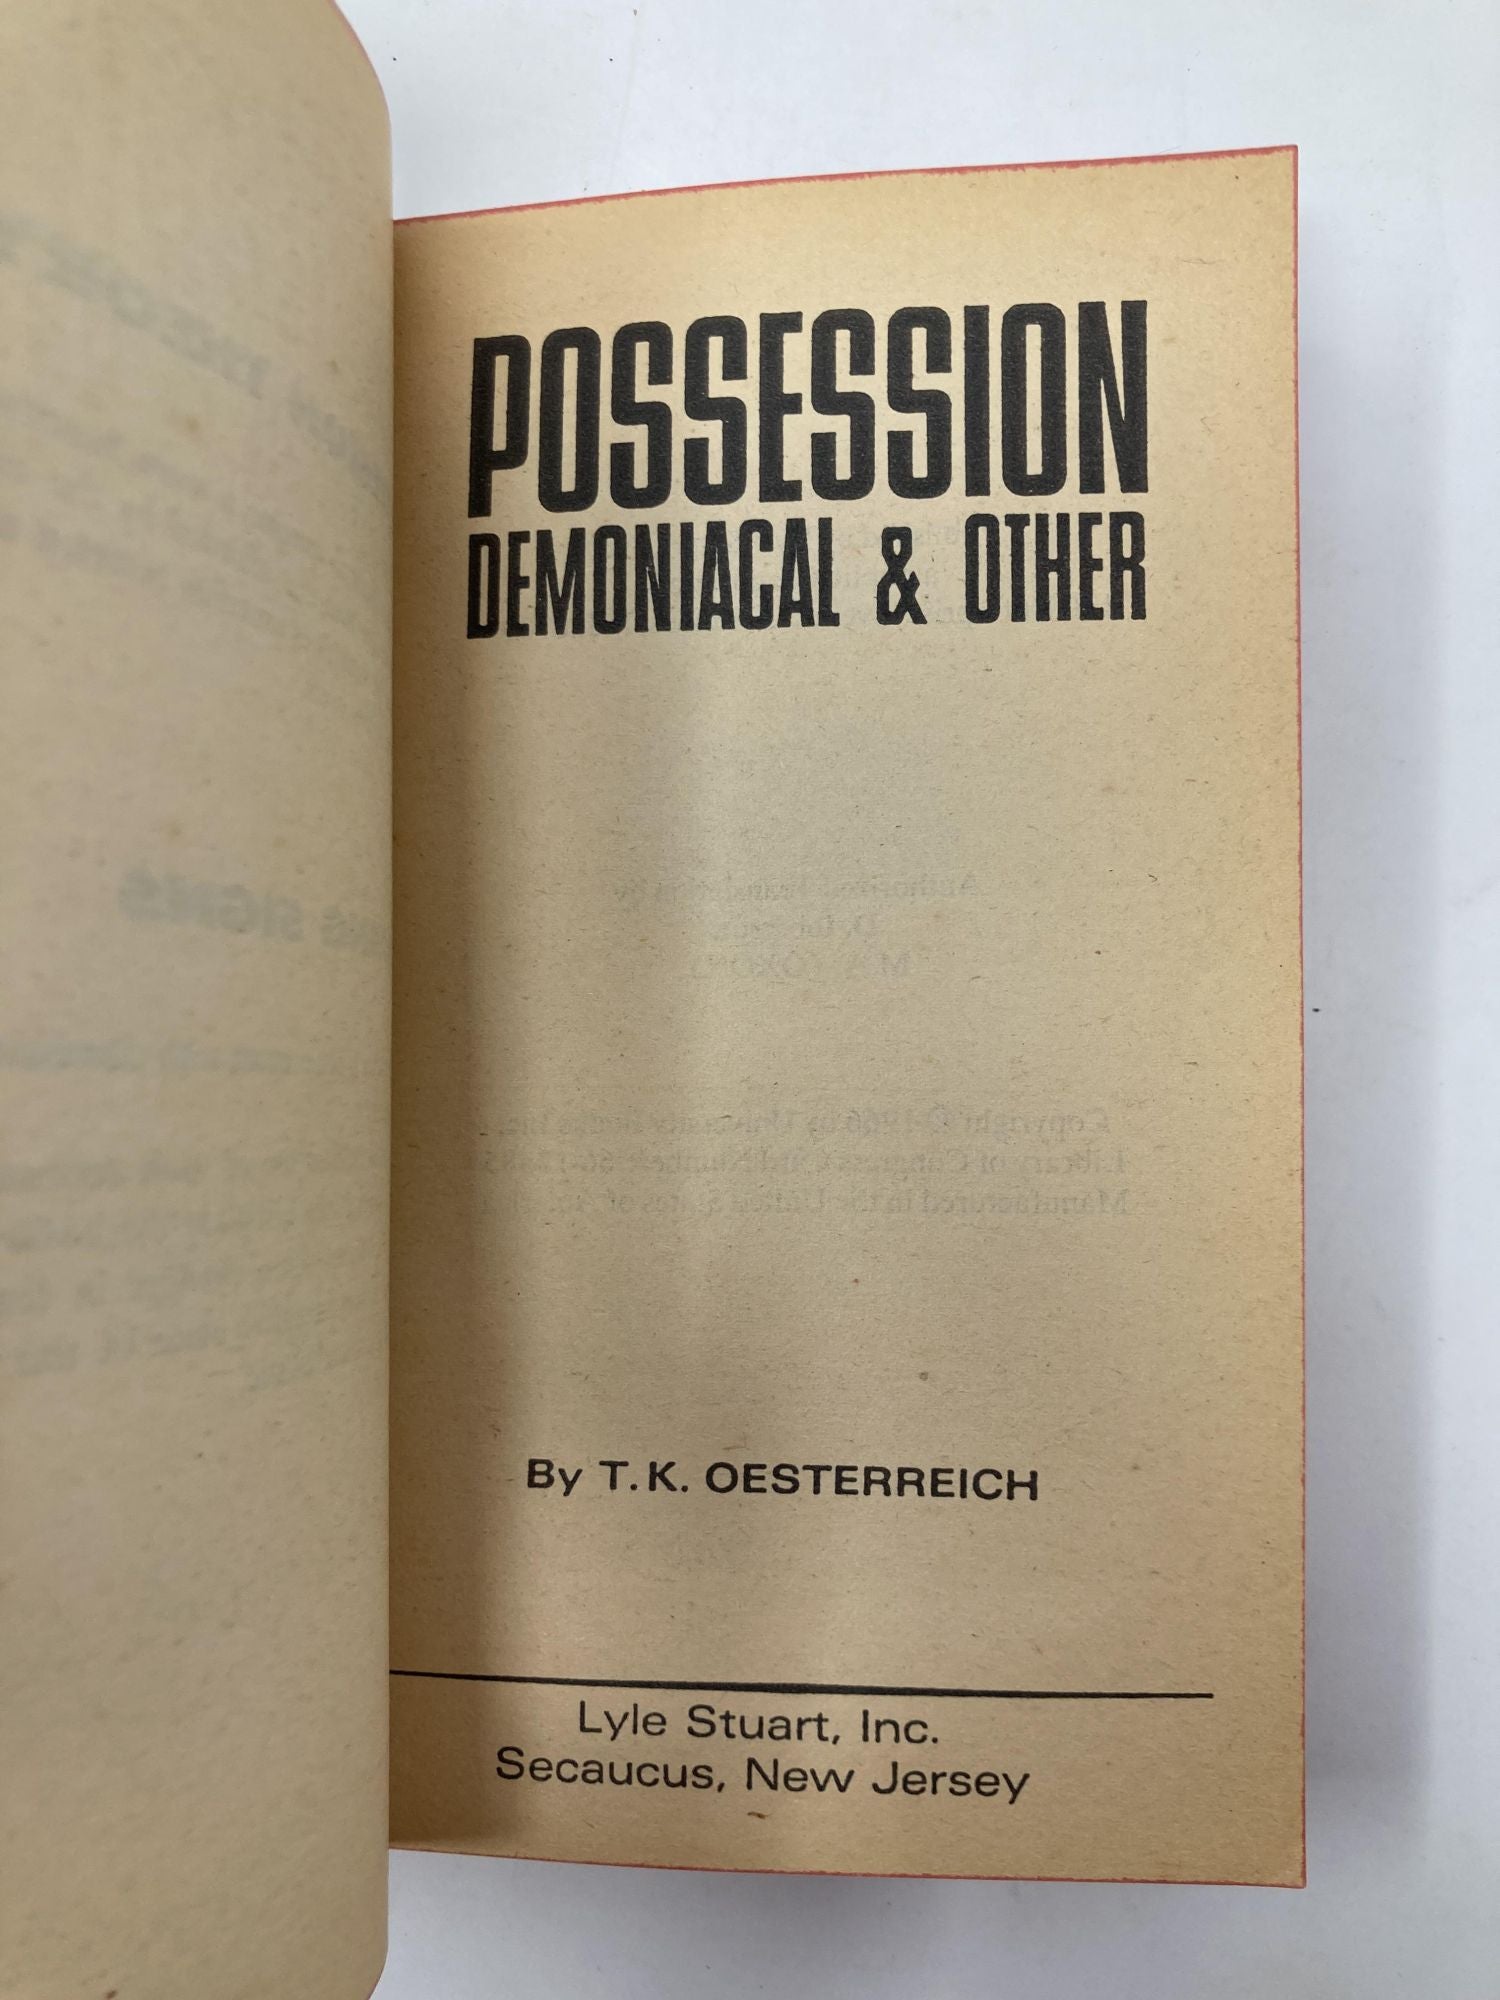 POSSESSION
DEMONIACAL & OTHER
By T. K. OESTERREICH
Lyle Stuart, Inc.
Secaucus, New Jersey